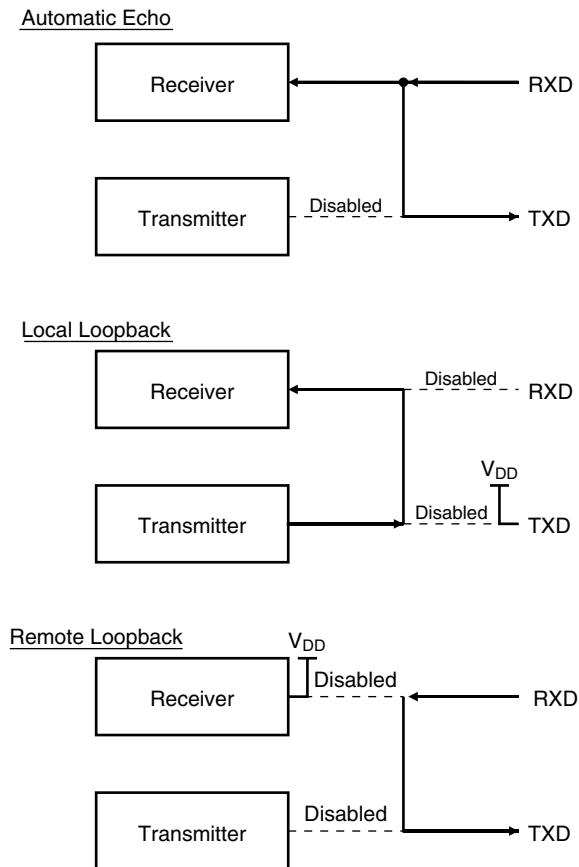 Automatic Echo
Receiver
RXD
Transmitter
Disabled
TXD
Local Loopback
Receiver
Disabled
RXD
VDD
Transmitter
Disabled
TXD
Remote Loopback
VDD
Receiver
Disabled
RXD
Transmitter
Disabled
TXD